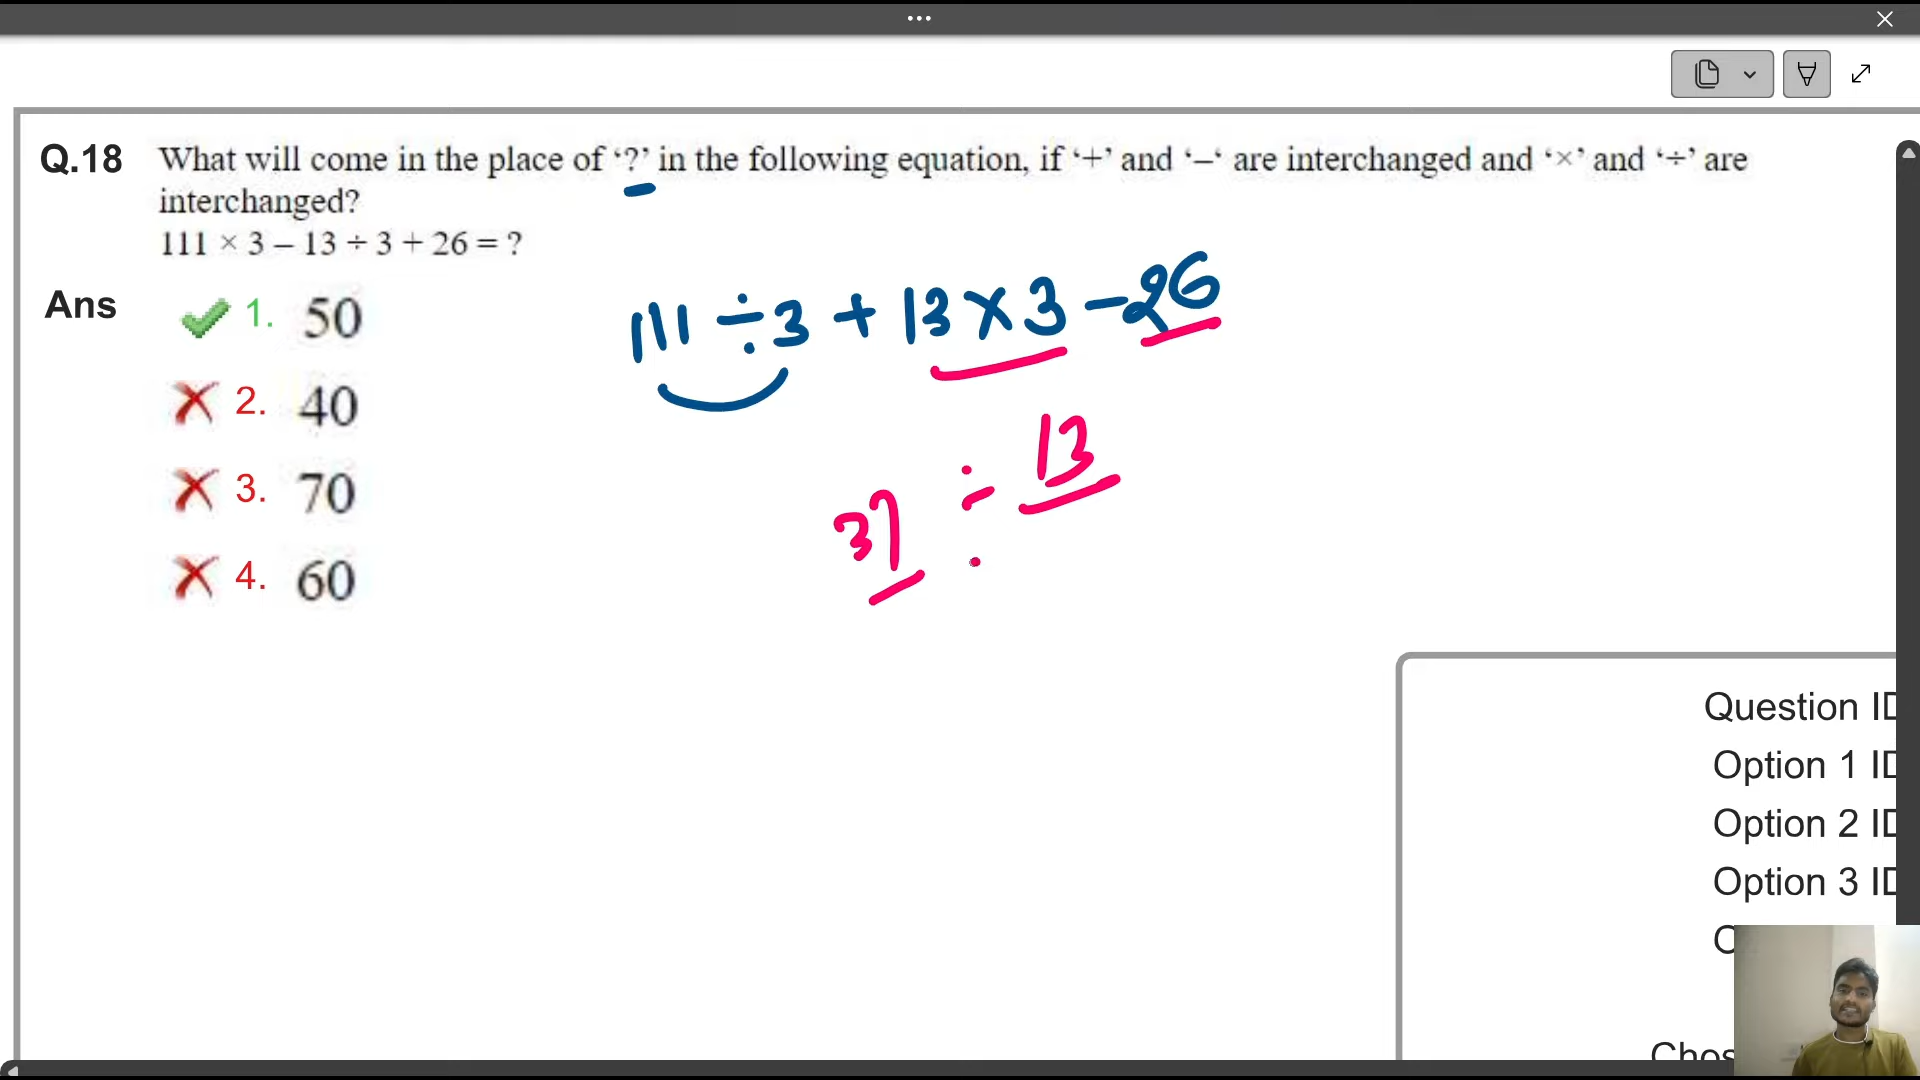 Q.18 What will come in the place of ‘?’ in the following equation, if ‘+’ and ‘–‘ are interchanged and ‘×’ and ‘÷’ are
interchanged?
111 × 3 – 13 ÷ 3 + 26 = ?
111 ÷ 3 + 13 × 3 - 26
Ans 1. 50
2. 40
13
3. 70
37
4. 60
Question ID
Option 1 ID
Option 2 ID
Option 3 ID